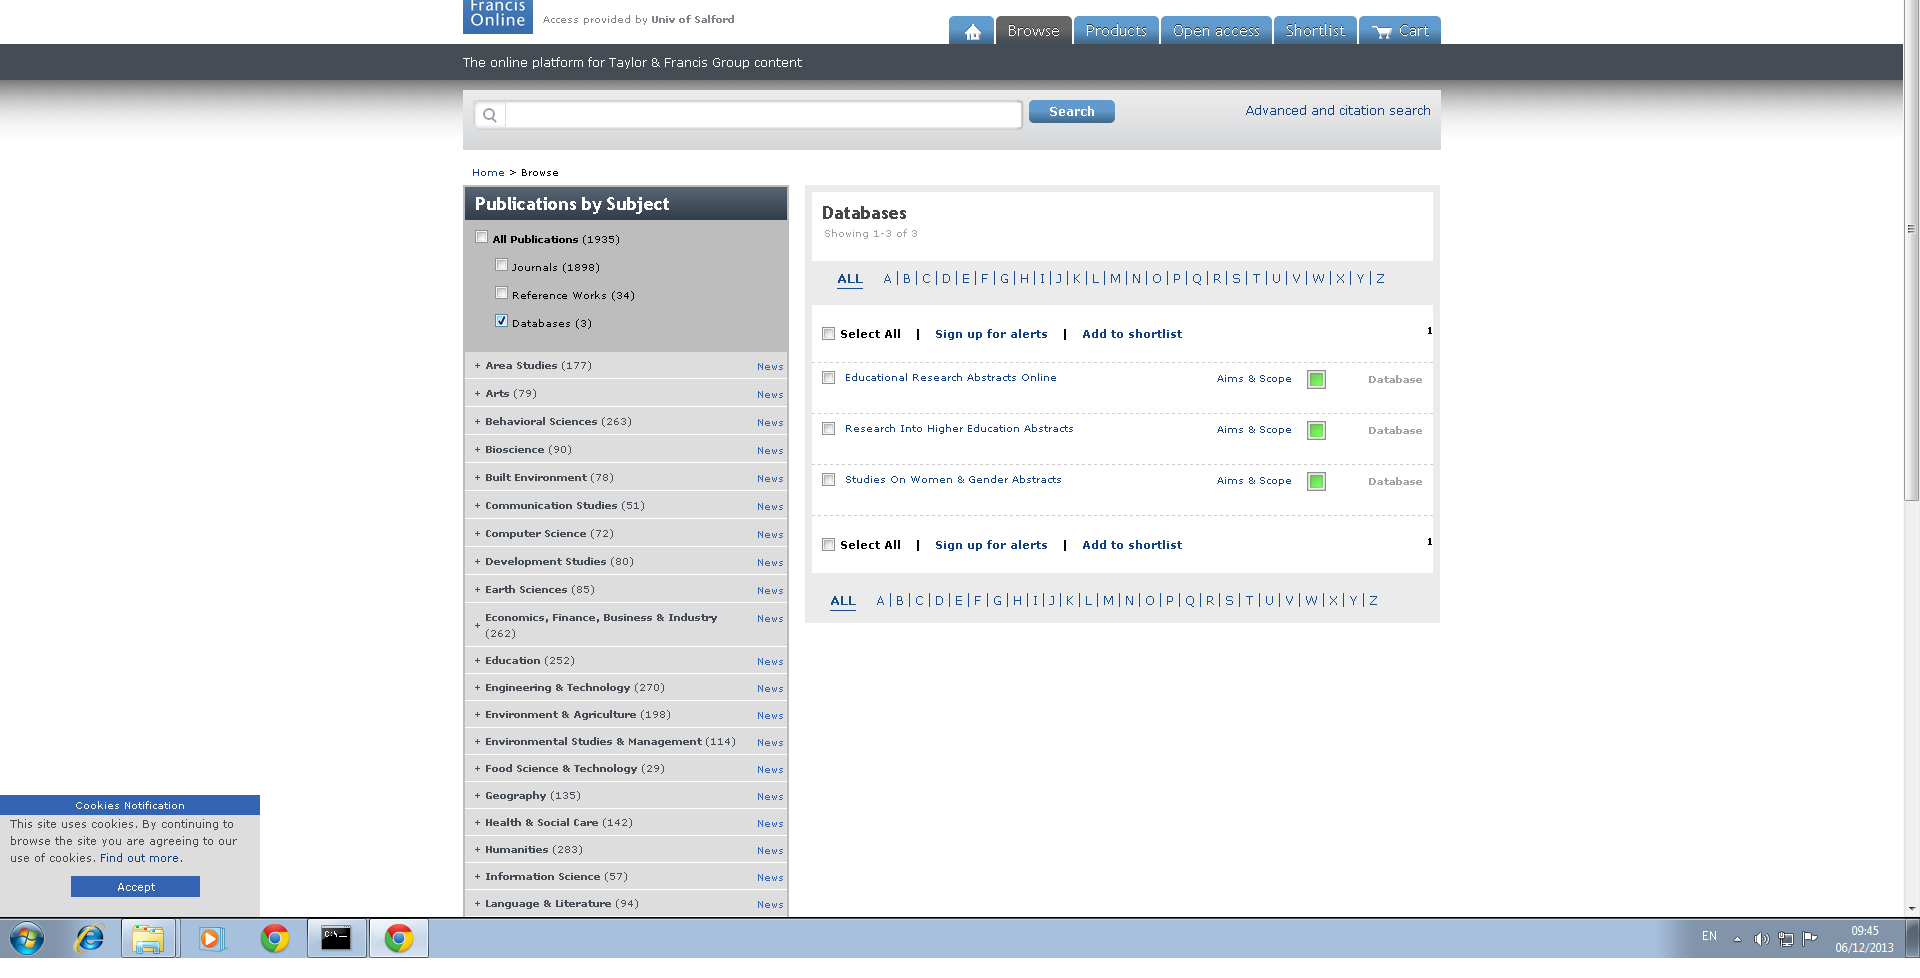 Francis
Online
Access provided by Univ of Salford
Browse
Products
Open access
Shortlist
Cart
The online platform for Taylor & Francis Group content
Search
Advanced and citation search
Home > Browse
Publications by Subject
All Publications (1935)
Journals (1898)
Reference Works (34)
Databases (3)
+ Area Studies (177) News
+ Arts (79) News
+ Behavioral Sciences (263) News
+ Bioscience (90) News
+ Built Environment (78) News
+ Communication Studies (51) News
+ Computer Science (72) News
+ Development Studies (80) News
+ Earth Sciences (85) News
+ Economics, Finance, Business & Industry News
(262)
+ Education (252) News
+ Engineering & Technology (270) News
+ Environment & Agriculture (198) News
+ Environmental Studies & Management (114) News
+ Food Science & Technology (29) News
+ Geography (135) News
+ Health & Social Care (142) News
+ Humanities (283) News
+ Information Science (57) News
+ Language & Literature (94) News
Databases
Showing 1-3 of 3
ALL A | B | C | D | E | F | G | H | I | J | K | L | M | N | O | P | Q | R | S | T | U | V | W | X | Y | Z
Select All | Sign up for alerts | Add to shortlist 1
Educational Research Abstracts Online Aims & Scope Database
Research Into Higher Education Abstracts Aims & Scope Database
Studies On Women & Gender Abstracts Aims & Scope Database
Select All | Sign up for alerts | Add to shortlist 1
ALL A | B | C | D | E | F | G | H | I | J | K | L | M | N | O | P | Q | R | S | T | U | V | W | X | Y | Z
Cookies Notification
This site uses cookies. By continuing to
browse the site you are agreeing to our
use of cookies. Find out more.
Accept
C:\_
EN
09:45
06/12/2013